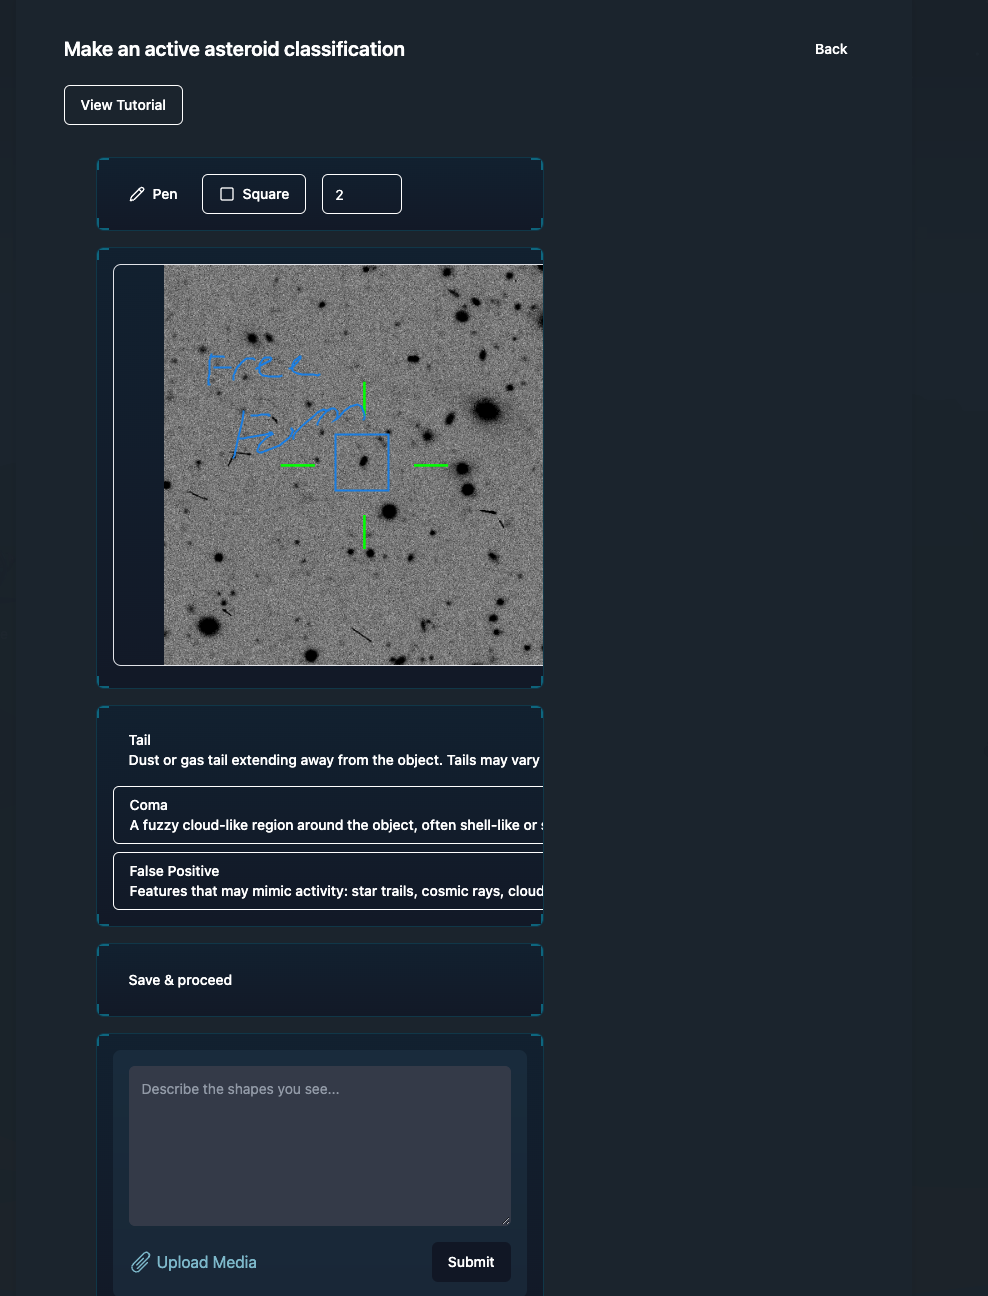 Make an active asteroid classification
Back
View Tutorial
Pen
Square
2
Free
Form
Tail
Dust or gas tail extending away from the object. Tails may vary
Coma
A fuzzy cloud-like region around the object, often shell-like or
False Positive
Features that may mimic activity: star trails, cosmic rays, cloud
Save & proceed
Describe the shapes you see...
Upload Media
Submit